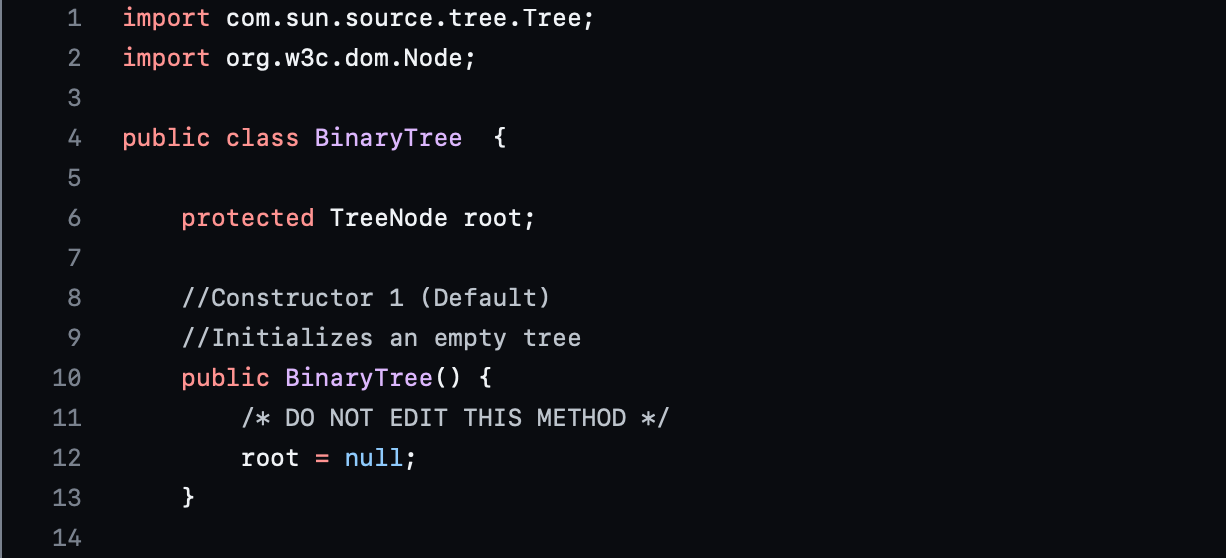 1 import com.sun.source.tree.Tree;
2 import org.w3c.dom.Node;
3
4 public class BinaryTree  {
5
6     protected TreeNode root;
7
8     //Constructor 1 (Default)
9     //Initializes an empty tree
10     public BinaryTree() {
11         /* DO NOT EDIT THIS METHOD */
12         root = null;
13     }
14